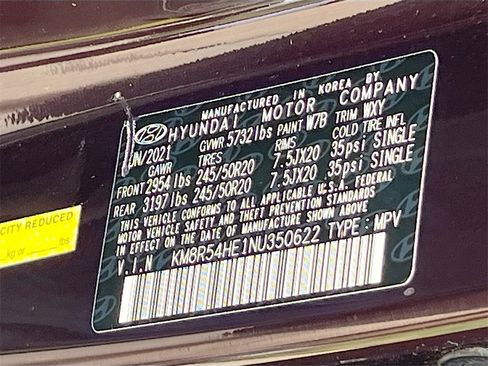 MANUFACTURED IN KOREA BY
HYUNDAI MOTOR COMPANY
JUN/2021 GVWR 5732lbs PAINT W7B TRIM WXY
GAWR TIRES RIMS COLD TIRE INFL
FRONT 2954lbs 245/50R20 7.5JX20 35psi SINGLE
REAR 3197lbs 245/50R20 7.5JX20 35psi SINGLE
THIS VEHICLE CONFORMS TO ALL APPLICABLE U.S.A. FEDERAL
MOTOR VEHICLE SAFETY AND THEFT PREVENTION STANDARDS
IN EFFECT ON THE DATE OF MANUFACTURE SHOWN ABOVE
V.I.N KM8R54HE1NU350622 TYPE: MPV
CITY REDUCED
kg or lbs